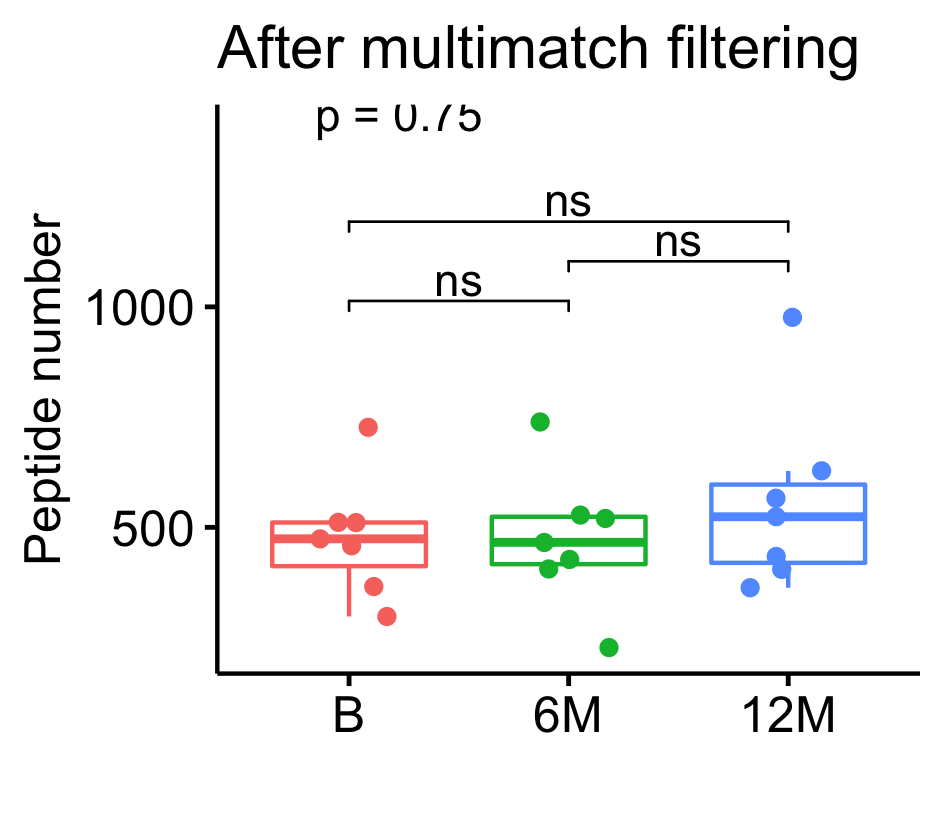 After multimatch filtering
p = 0.75
ns
ns
ns
Peptide number
1000
500
B 6M 12M